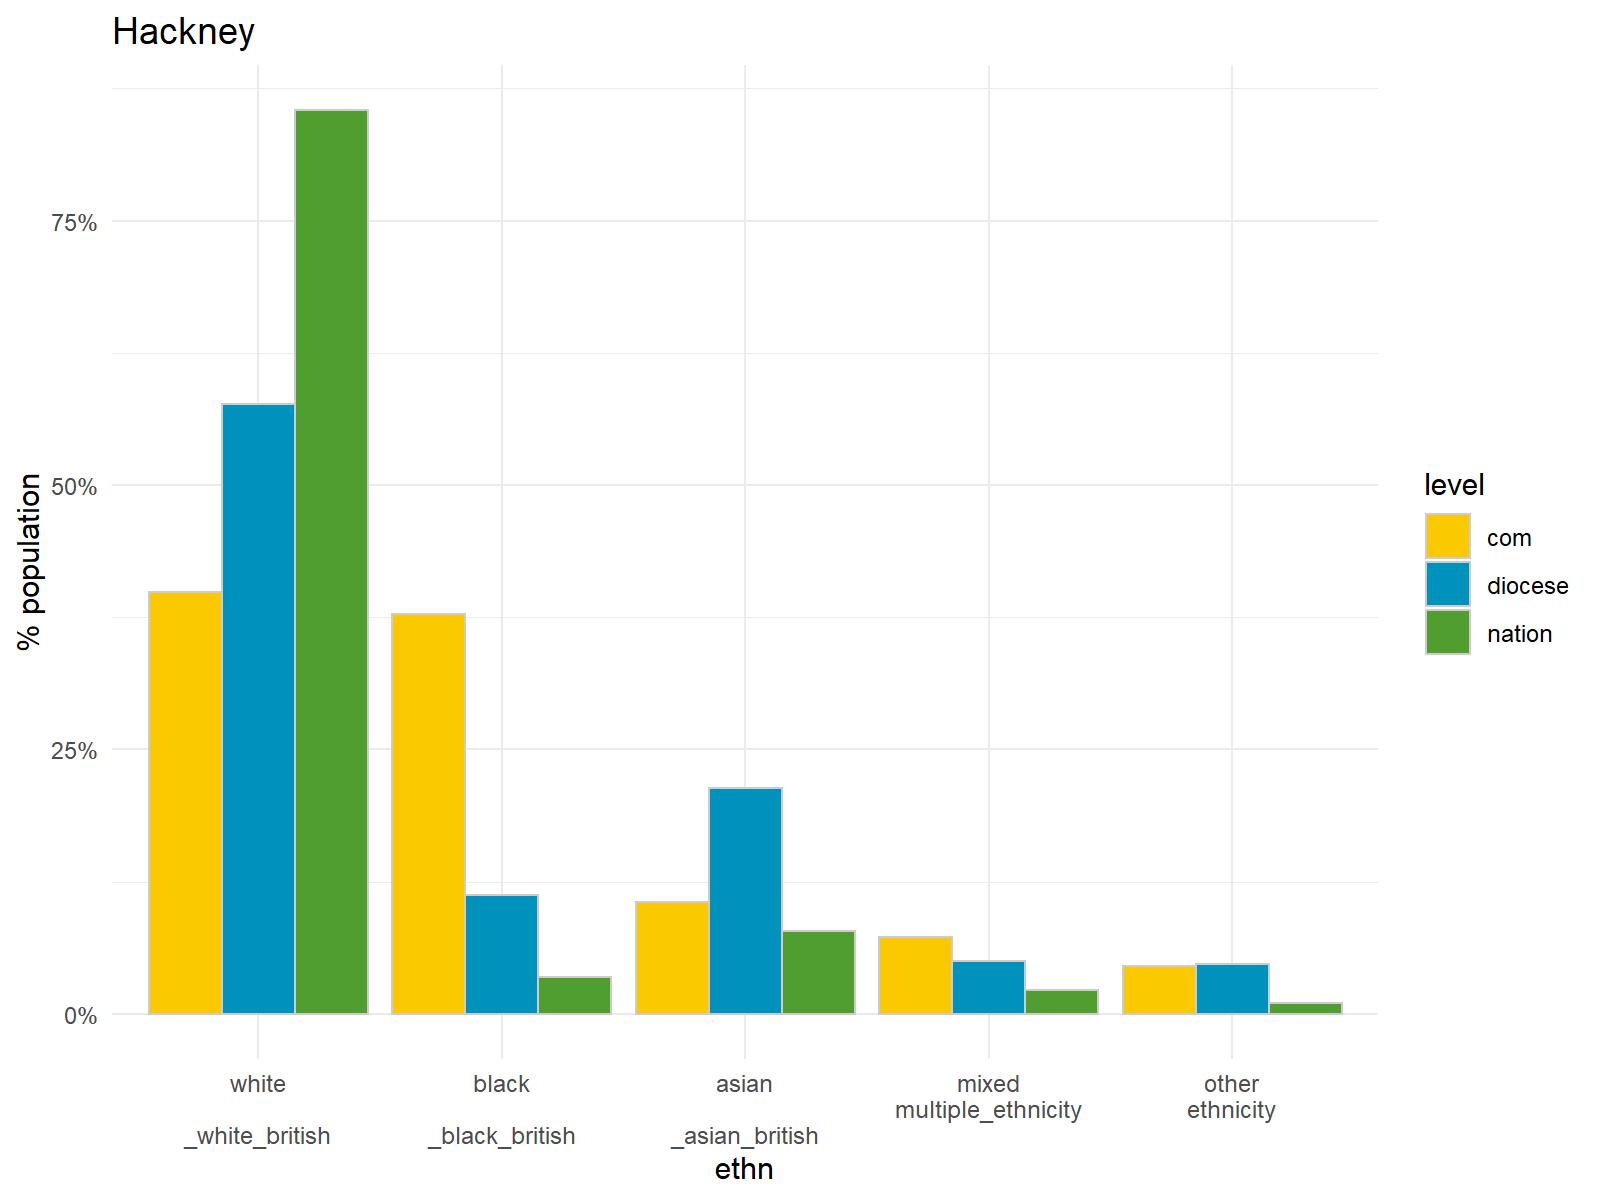 Hackney
% population
75%
50%
25%
0%
white
_white_british
black
_black_british
asian
_asian_british
mixed
multiple_ethnicity
other
ethnicity
ethn
level
com
diocese
nation